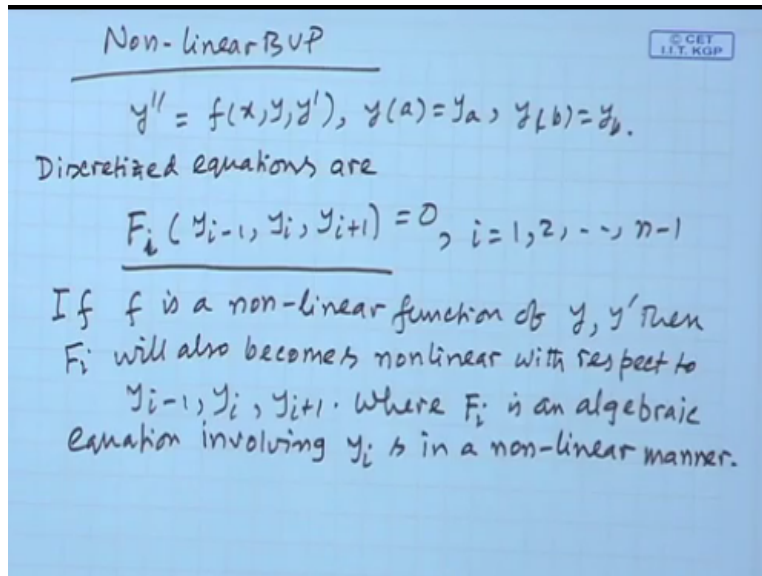 Non-linear BVP
© CET
I.I.T. KGP
y'' = f(x, y, y'), y(a) = yₐ, y(b) = y_b.
Discretized equations are
F_i (y_{i-1}, y_i, y_{i+1}) = 0, i = 1, 2, --, n-1
If f is a non-linear function of y, y' then
F_i will also becomes nonlinear with respect to
y_{i-1}, y_i, y_{i+1}. Where F_i is an algebraic
equation involving y_i s in a non-linear manner.